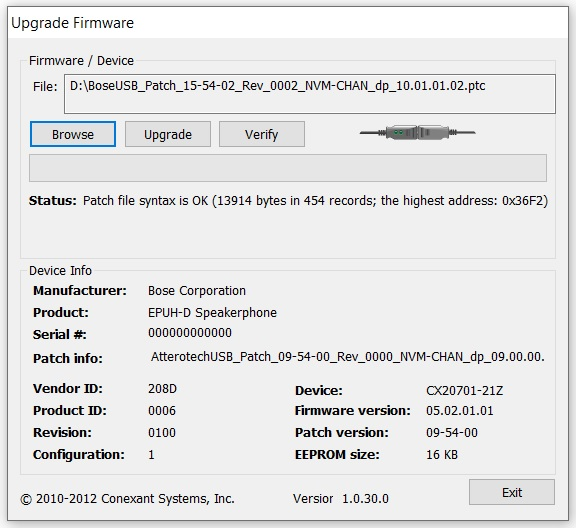 Upgrade Firmware
Firmware / Device
File: D:\BoseUSB_Patch_15-54-02_Rev_0002_NVM-CHAN_dp_10.01.01.02.ptc
Browse Upgrade Verify
Status: Patch file syntax is OK (13914 bytes in 454 records; the highest address: 0x36F2)
Device Info
Manufacturer: Bose Corporation
Product: EPUH-D Speakerphone
Serial #: 000000000000
Patch info: AtterotechUSB_Patch_09-54-00_Rev_0000_NVM-CHAN_dp_09.00.00.
Vendor ID: 208D Device: CX20701-21Z
Product ID: 0006 Firmware version: 05.02.01.01
Revision: 0100 Patch version: 09-54-00
Configuration: 1 EEPROM size: 16 KB
Exit
© 2010-2012 Conexant Systems, Inc. Versior 1.0.30.0